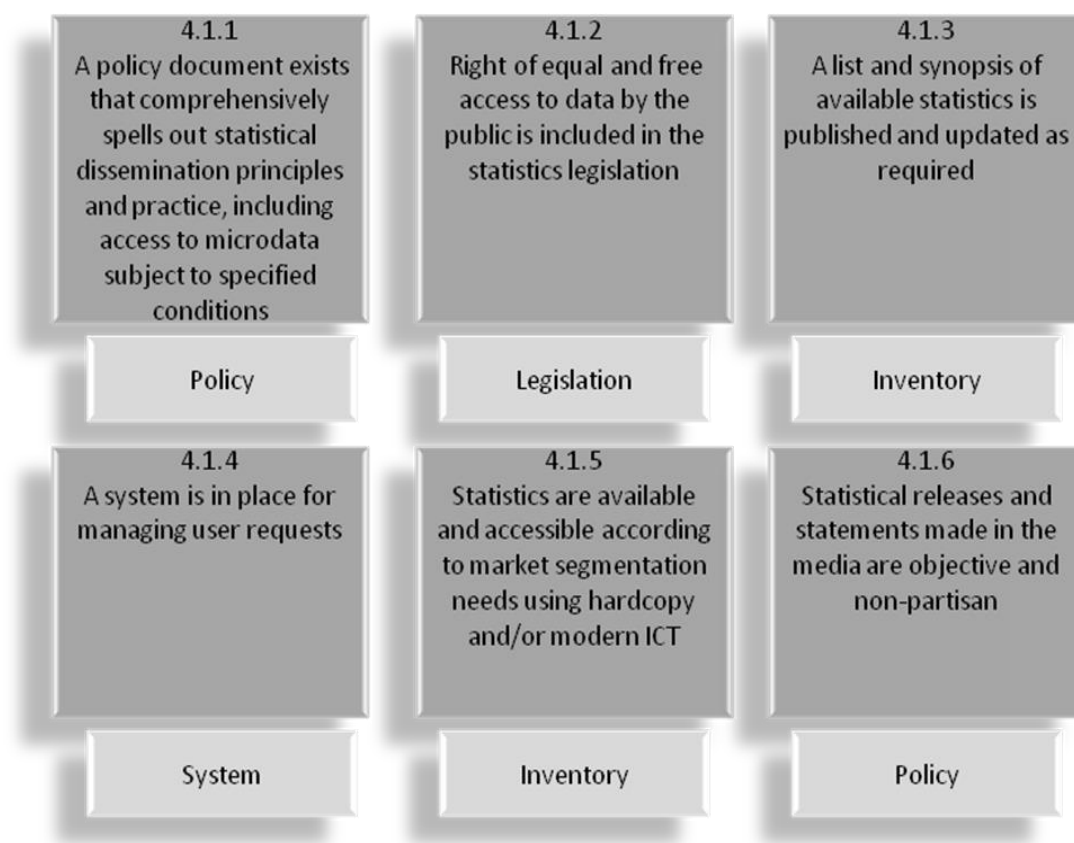 4.1.1
A policy document exists
that comprehensively
spells out statistical
dissemination principles
and practice, including
access to microdata
subject to specified
conditions
Policy
4.1.2
Right of equal and free
access to data by the
public is included in the
statistics legislation
Legislation
4.1.3
A list and synopsis of
available statistics is
published and updated as
required
Inventory
4.1.4
A system is in place for
managing user requests
System
4.1.5
Statistics are available
and accessible according
to market segmentation
needs using hardcopy
and/or modern ICT
Inventory
4.1.6
Statistical releases and
statements made in the
media are objective and
non-partisan
Policy